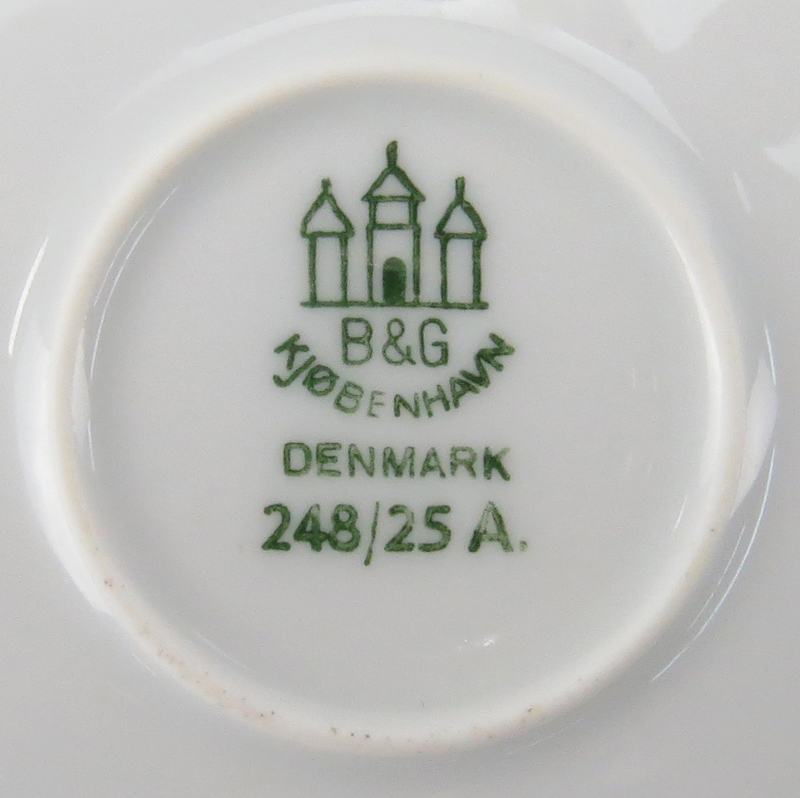 B&G
KJØBENHAVN
DENMARK
248/25 A.